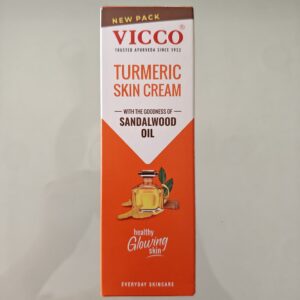 NEW PACK
VICCO®
TRUSTED AYURVEDA SINCE 1952
TURMERIC
SKIN CREAM
WITH THE GOODNESS OF
SANDALWOOD
OIL
healthy
Glowing
skin
EVERYDAY SKINCARE